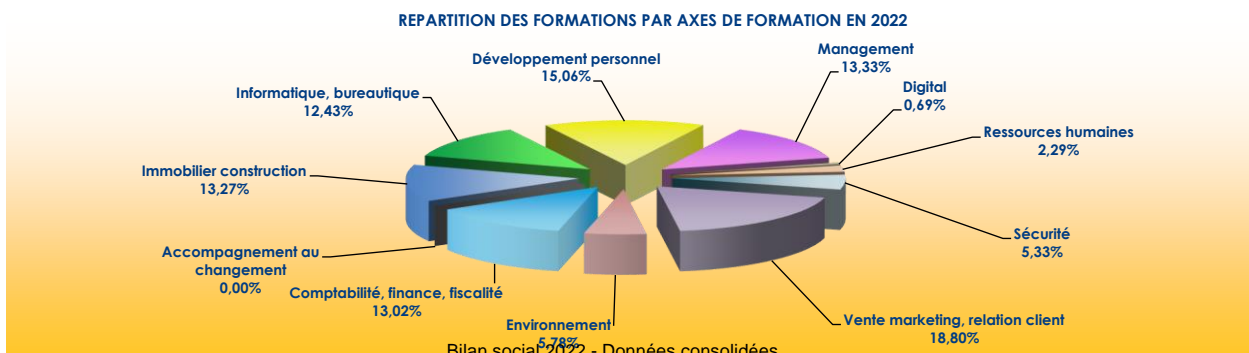 REPARTITION DES FORMATIONS PAR AXES DE FORMATION EN 2022
Développement personnel
15,06%
Management
13,33%
Digital
0,69%
Ressources humaines
2,29%
Sécurité
5,33%
Vente marketing, relation client
18,80%
Environnement
5,78%
Comptabilité, finance, fiscalité
13,02%
Accompagnement au
changement
0,00%
Immobilier construction
13,27%
Informatique, bureautique
12,43%
Bilan social 2022 - Données consolidées